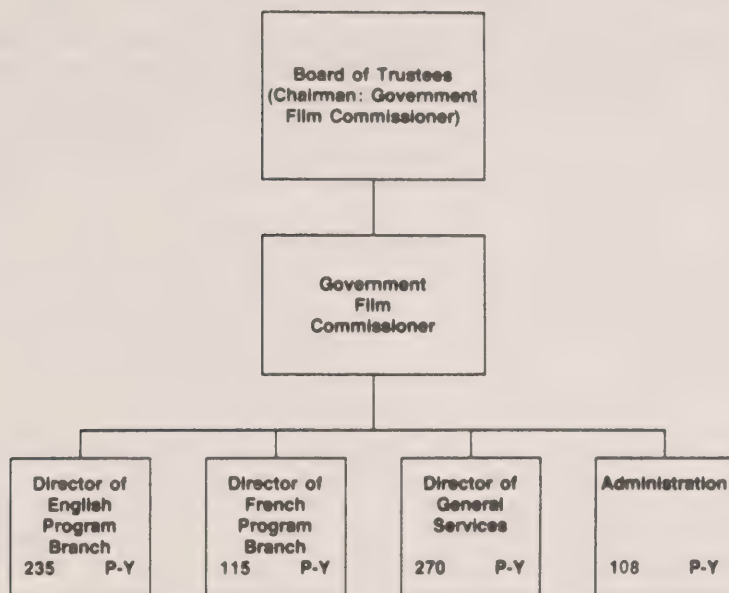 Board of Trustees
(Chairman: Government
Film Commissioner)
Government
Film
Commissioner
Director of
English
Program
Branch
235 P-Y
Director of
French
Program
Branch
115 P-Y
Director of
General
Services
270 P-Y
Administration
108 P-Y